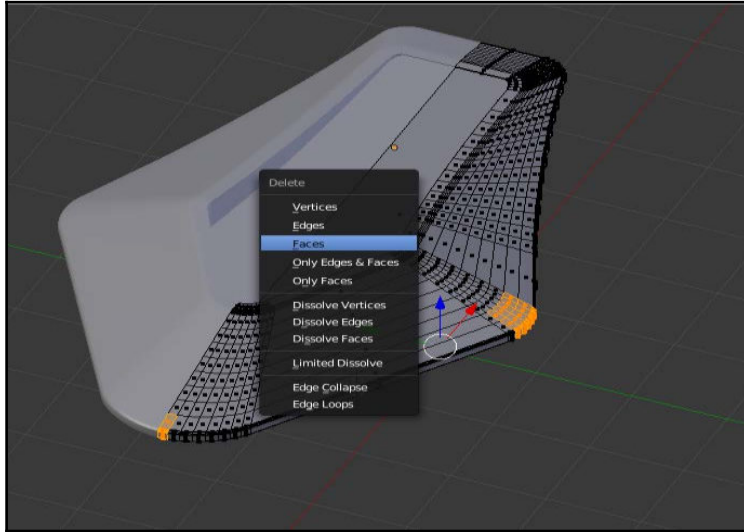 Delete
Vertices
Edges
Faces
Only Edges & Faces
Only Faces
Dissolve Vertices
Dissolve Edges
Dissolve Faces
Limited Dissolve
Edge Collapse
Edge Loops